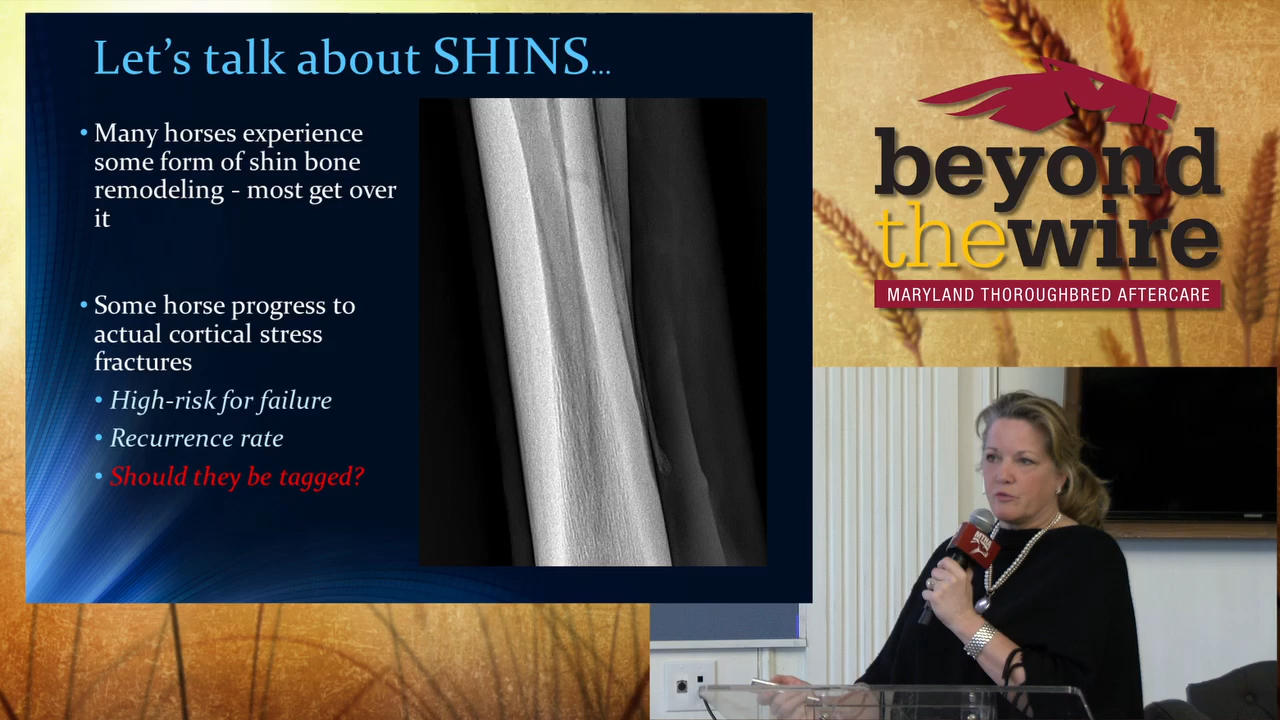 Let's talk about SHINS...
• Many horses experience
some form of shin bone
remodeling - most get over
it
• Some horse progress to
actual cortical stress
fractures
• High-risk for failure
• Recurrence rate
• Should they be tagged?
beyond
thewire
MARYLAND THOROUGHBRED AFTERCARE
MTHA